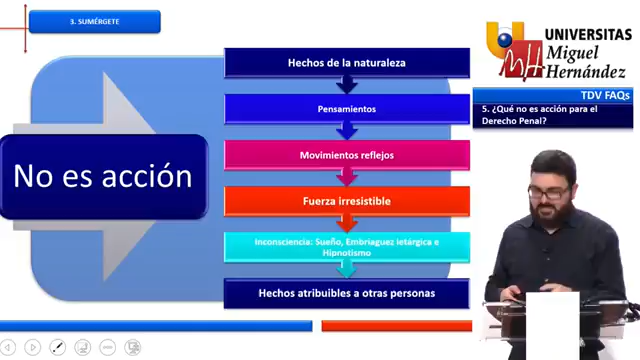 3. SUMÉRGETE
No es acción
Hechos de la naturaleza
Pensamientos
Movimientos reflejos
Fuerza irresistible
Inconsciencia: Sueño, Embriaguez letárgica e
Hipnotismo
Hechos atribuibles a otras personas
UNIVERSITAS
Miguel
Hernández
TDV FAQs
5. ¿Qué no es acción para el
Derecho Penal?